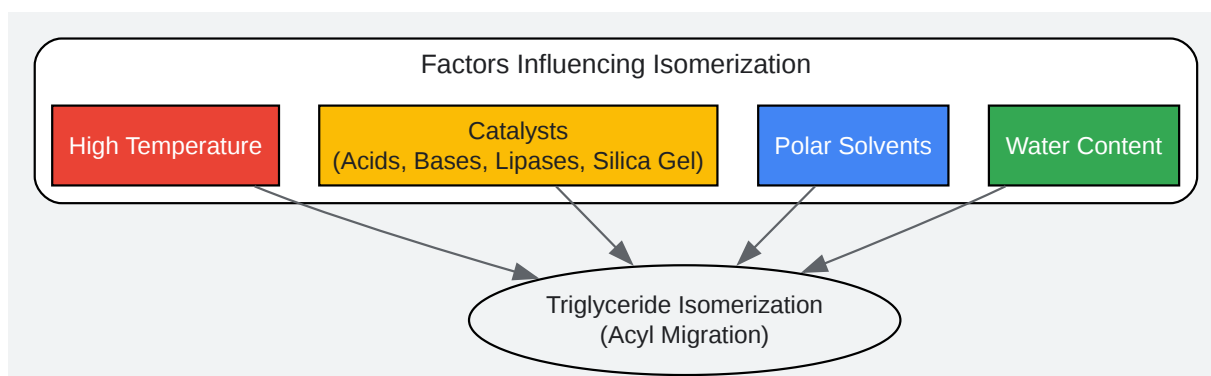 Factors Influencing Isomerization
High Temperature
Catalysts
(Acids, Bases, Lipases, Silica Gel)
Polar Solvents
Water Content
Triglyceride Isomerization
(Acyl Migration)